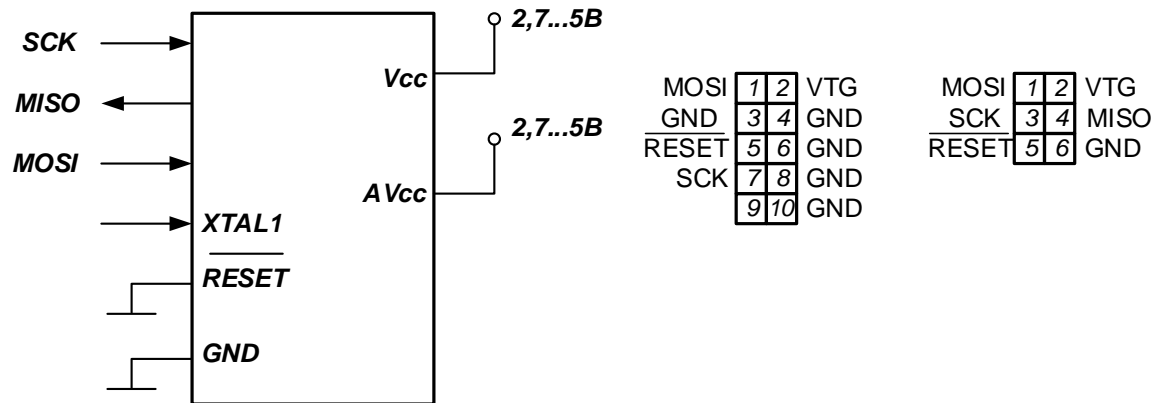 SCK
MISO
MOSI
XTAL1
RESET
GND
Vcc
2,7...5В
AVcc
2,7...5В
MOSI 1 2 VTG
GND 3 4 GND
RESET 5 6 GND
SCK 7 8 GND
9 10 GND
MOSI 1 2 VTG
SCK 3 4 MISO
RESET 5 6 GND